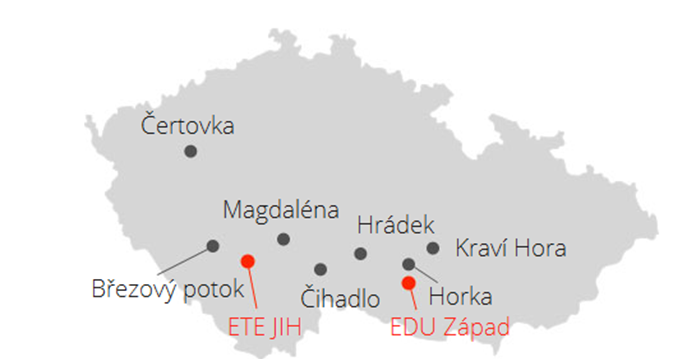 Čertovka
Magdaléna
Hrádek
Kraví Hora
Březový potok
Čihadlo
Horka
ETE JIH
EDU Západ